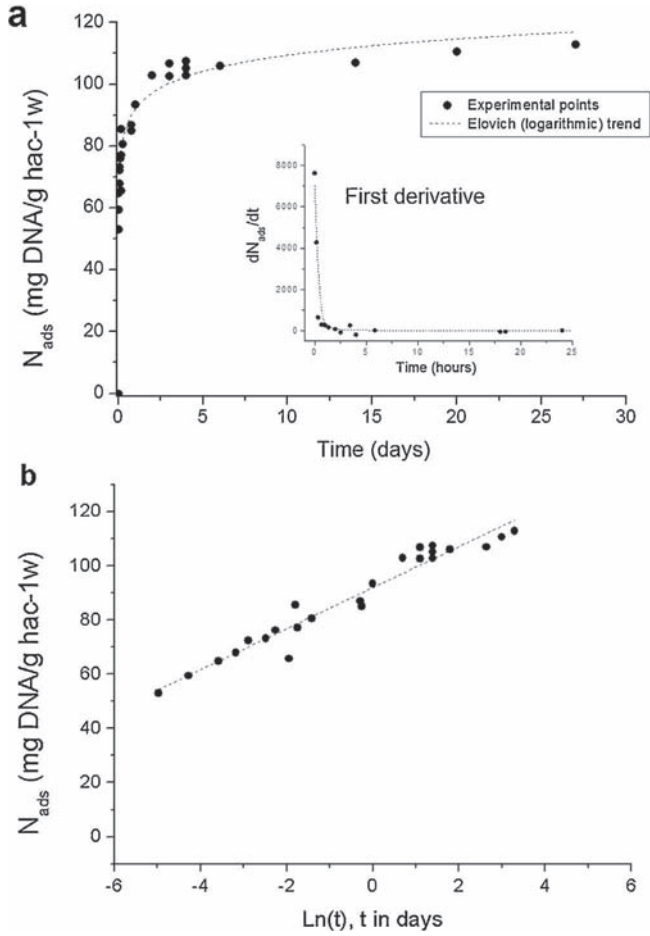 a
120
100
80
60
40
20
0
N_ads (mg DNA/g hac-1w)
Experimental points
Elovich (logarithmic) trend
First derivative
8000
6000
4000
2000
0
dN_ads/dt
0 5 10 15 20 25
Time (hours)
0 5 10 15 20 25 30
Time (days)
b
120
100
80
60
40
20
0
N_ads (mg DNA/g hac-1w)
-6 -4 -2 0 2 4 6
Ln(t), t in days